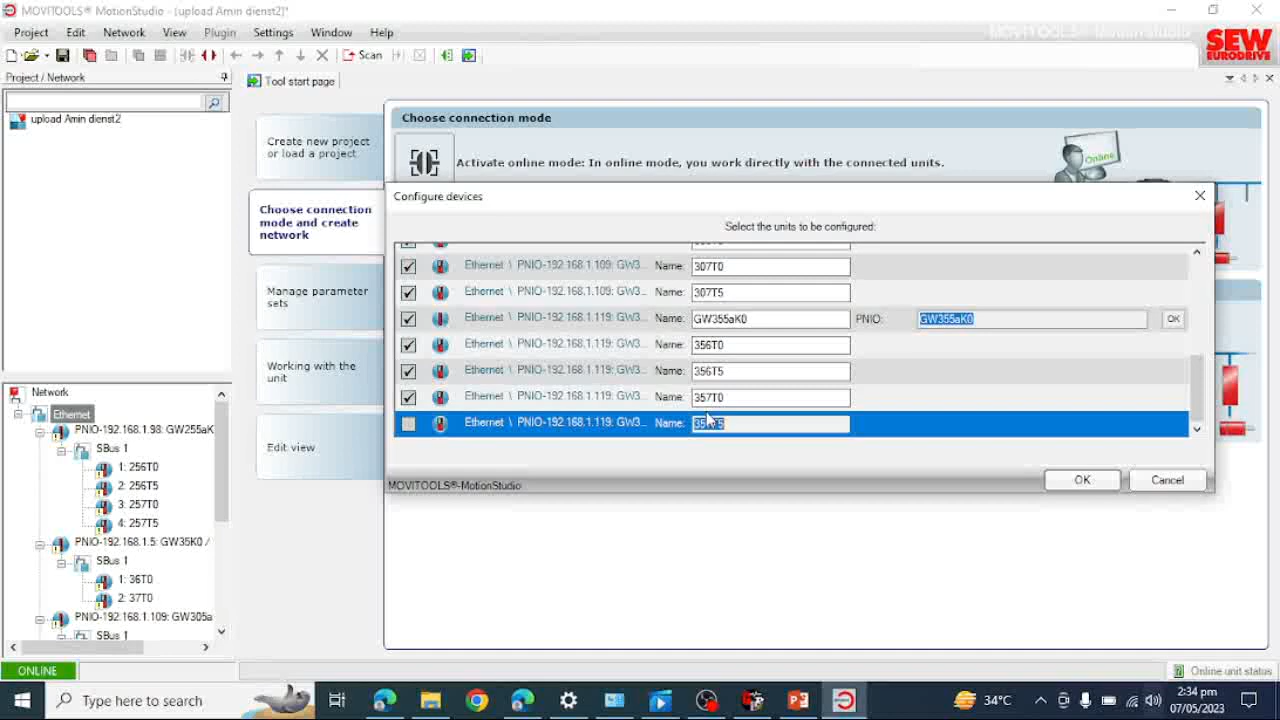 MOVITOOLS® MotionStudio - [upload Amin dienst2]*
Project Edit Network View Plugin Settings Window Help
MOVITOOLS® MotionStudio
SEW
EURODRIVE
Scan
Project / Network
Tool start page
upload Amin dienst2
Create new project
or load a project
Choose connection
mode and create
network
Manage parameter
sets
Working with the
unit
Edit view
Choose connection mode
Activate online mode: In online mode, you work directly with the connected units.
Online
Configure devices
Select the units to be configured:
Ethernet \ PNIO-192.168.1.109: GW3... Name: 307T0
Ethernet \ PNIO-192.168.1.109: GW3... Name: 307T5
Ethernet \ PNIO-192.168.1.119: GW3... Name: GW355aK0 PNIO: GW355aK0 OK
Ethernet \ PNIO-192.168.1.119: GW3... Name: 356T0
Ethernet \ PNIO-192.168.1.119: GW3... Name: 356T5
Ethernet \ PNIO-192.168.1.119: GW3... Name: 357T0
Ethernet \ PNIO-192.168.1.119: GW3... Name:
MOVITOOLS®-MotionStudio
OK Cancel
Network
Ethernet
PNIO-192.168.1.98: GW255aK
SBus 1
1: 256T0
2: 256T5
3: 257T0
4: 257T5
PNIO-192.168.1.5: GW35K0 /
SBus 1
1: 36T0
2: 37T0
PNIO-192.168.1.109: GW305a
SBus 1
ONLINE
Online unit status
Type here to search
34°C
2:34 pm
07/05/2023